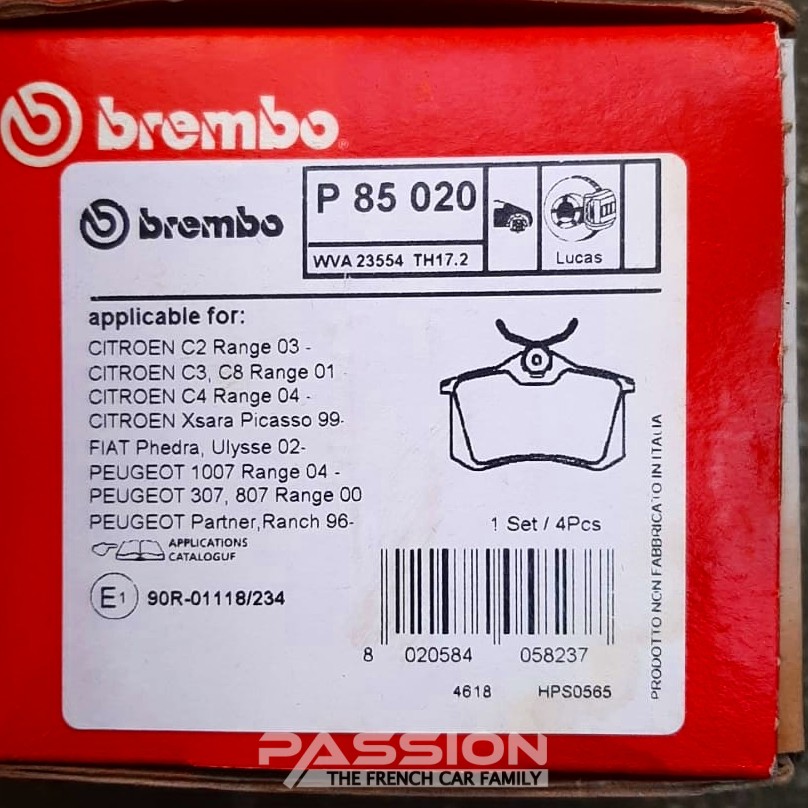 brembo
brembo
P 85 020
WVA 23554 TH17.2
Lucas
applicable for:
CITROEN C2 Range 03 -
CITROEN C3, C8 Range 01
CITROEN C4 Range 04 -
CITROEN Xsara Picasso 99-
FIAT Phedra, Ulysse 02-
PEUGEOT 1007 Range 04 -
PEUGEOT 307, 807 Range 00
PEUGEOT Partner,Ranch 96-
APPLICATIONS
CATALOGUE
1 Set / 4Pcs
E1 90R-01118/234
8 020584 058237
4618 HPS0565
PRODOTTO NON FABBRICATO IN ITALIA
PASSION
THE FRENCH CAR FAMILY